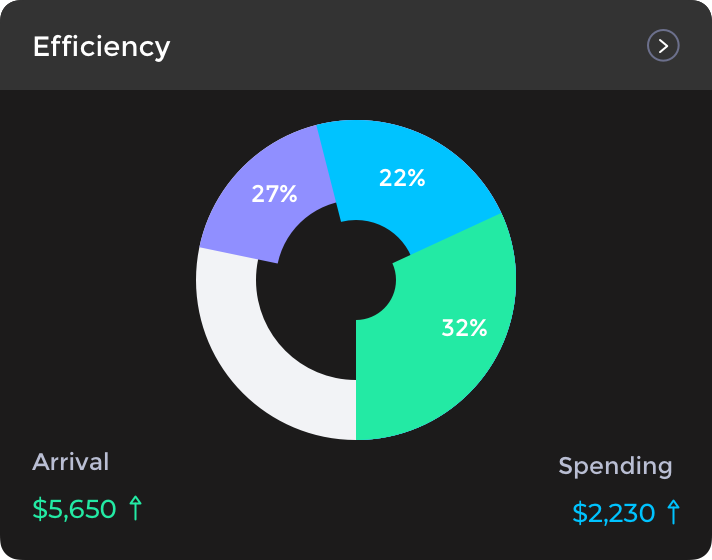 Efficiency
27%
22%
32%
Arrival
Spending
$5,650
$2,230